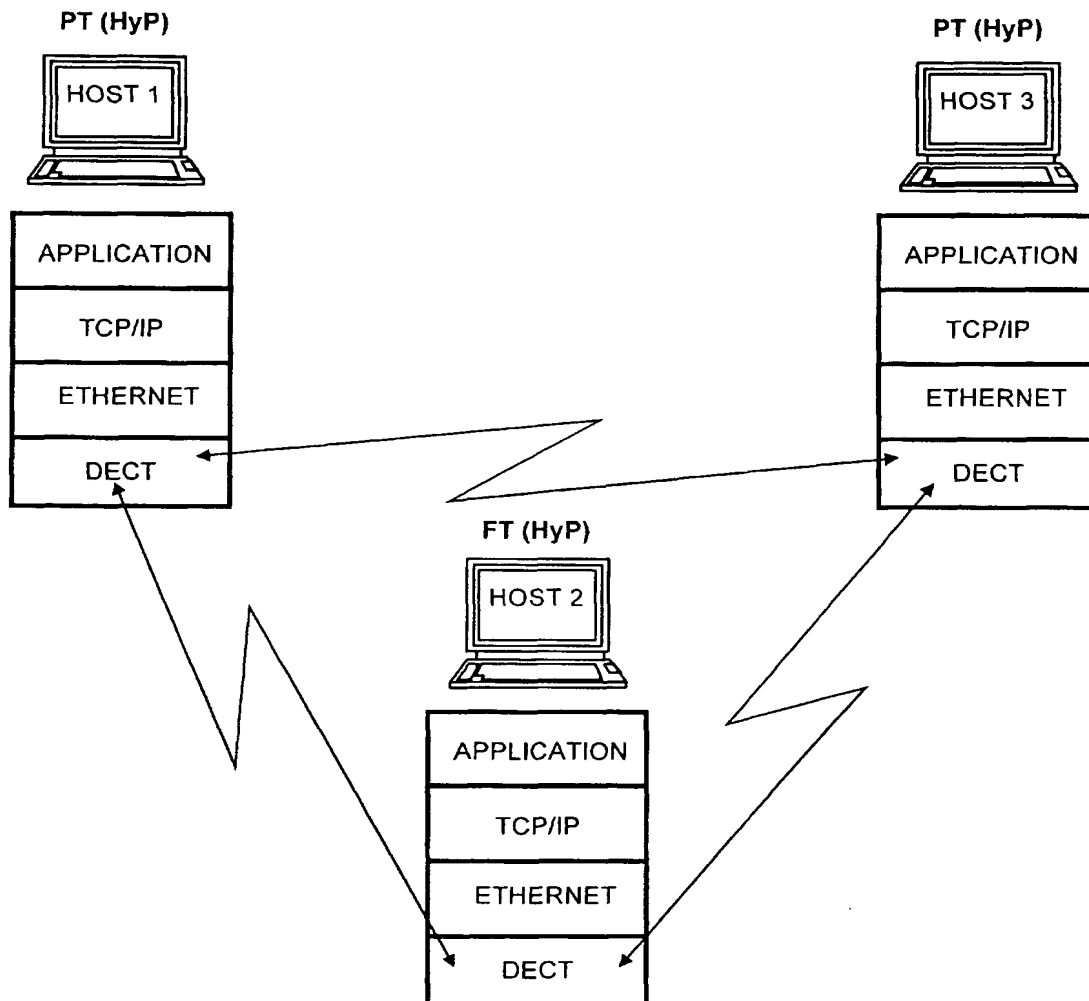 PT (HyP)
HOST 1
APPLICATION
TCP/IP
ETHERNET
DECT
PT (HyP)
HOST 3
APPLICATION
TCP/IP
ETHERNET
DECT
FT (HyP)
HOST 2
APPLICATION
TCP/IP
ETHERNET
DECT